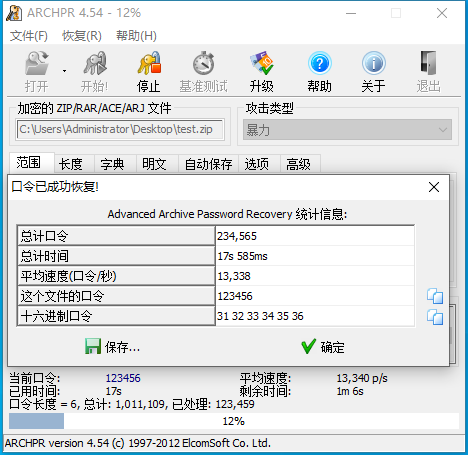 ARCHPR 4.54 - 12%
文件(F) 恢复(R) 帮助(H)
打开 开始! 停止 基准测试 升级 帮助 关于 退出
加密的 ZIP/RAR/ACE/ARJ 文件 攻击类型
C:\Users\Administrator\Desktop\test.zip 暴力
范围 长度 字典 明文 自动保存 选项 高级
口令已成功恢复!
Advanced Archive Password Recovery 统计信息:
总计口令 234,565
总计时间 17s 585ms
平均速度(口令/秒) 13,338
这个文件的口令 123456
十六进制口令 31 32 33 34 35 36
保存... 确定
当前口令: 123456 平均速度: 13,340 p/s
已用时间: 17s 剩余时间: 1m 6s
口令长度 = 6, 总计: 1,011,109, 已处理: 123,459
12%
ARCHPR version 4.54 (c) 1997-2012 ElcomSoft Co. Ltd.